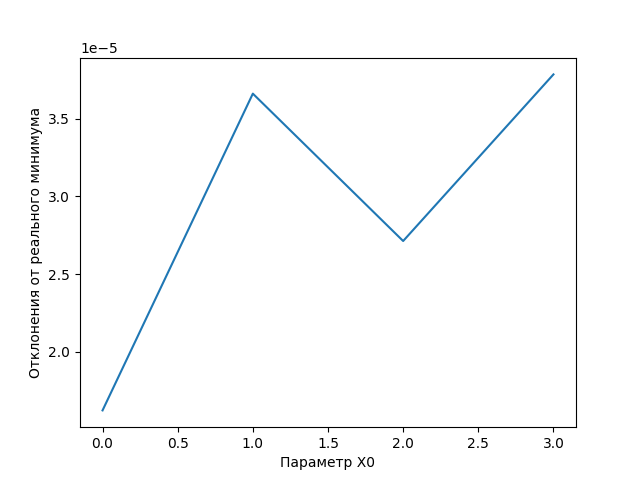 1e−5
3.5
3.0
2.5
2.0
Отклонения от реального минимума
0.0 0.5 1.0 1.5 2.0 2.5 3.0
Параметр X0